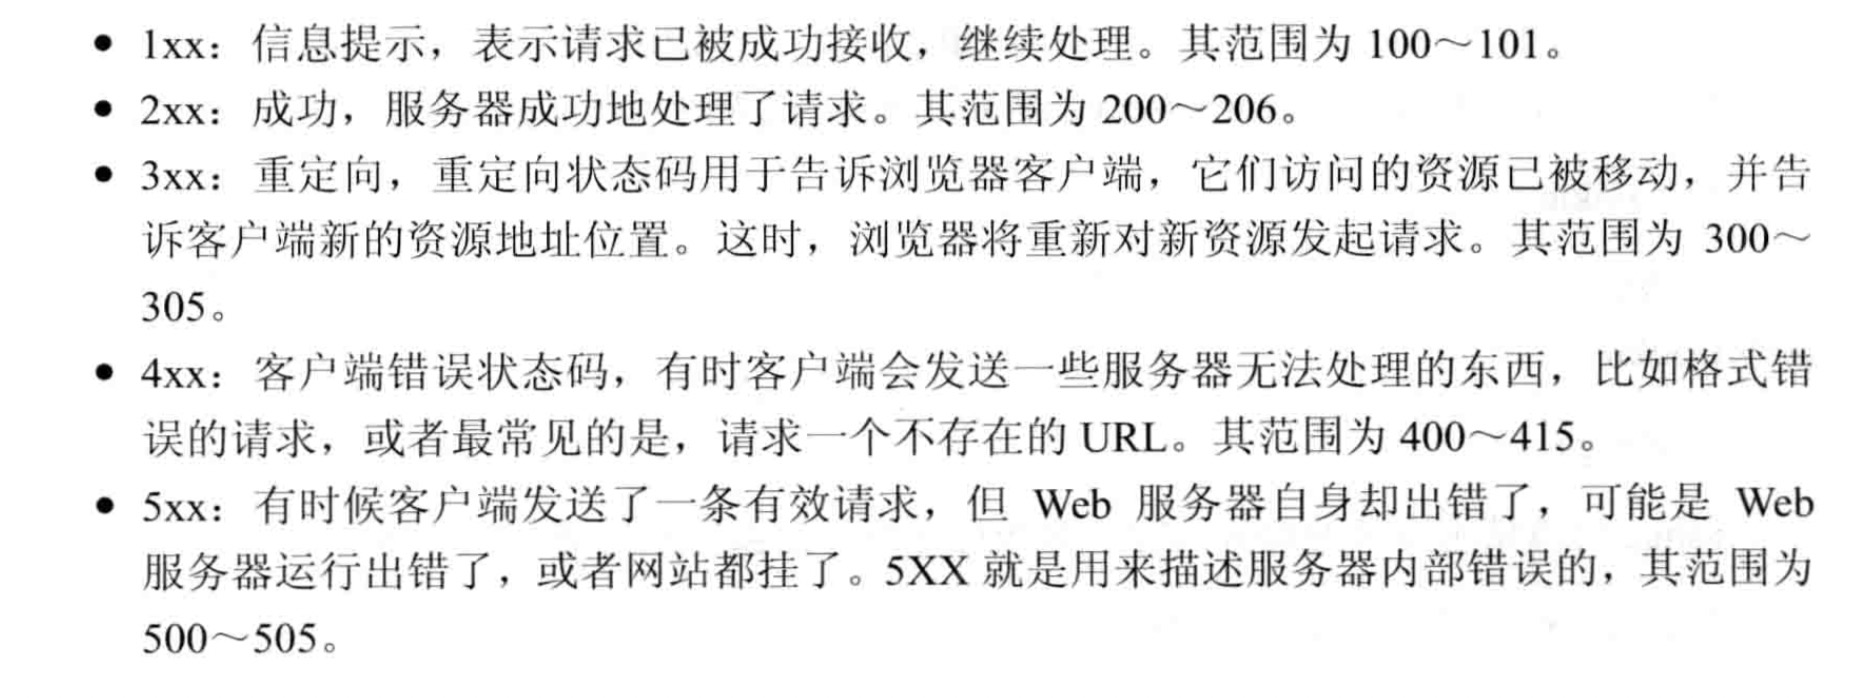 ● 1xx：信息提示，表示请求已被成功接收，继续处理。其范围为 100～101。
● 2xx：成功，服务器成功地处理了请求。其范围为 200～206。
● 3xx：重定向，重定向状态码用于告诉浏览器客户端，它们访问的资源已被移动，并告
诉客户端新的资源地址位置。这时，浏览器将重新对新资源发起请求。其范围为 300～
305。
● 4xx：客户端错误状态码，有时客户端会发送一些服务器无法处理的东西，比如格式错
误的请求，或者最常见的是，请求一个不存在的 URL。其范围为 400～415。
● 5xx：有时候客户端发送了一条有效请求，但 Web 服务器自身却出错了，可能是 Web
服务器运行出错了，或者网站都挂了。5XX 就是用来描述服务器内部错误的，其范围为
500～505。